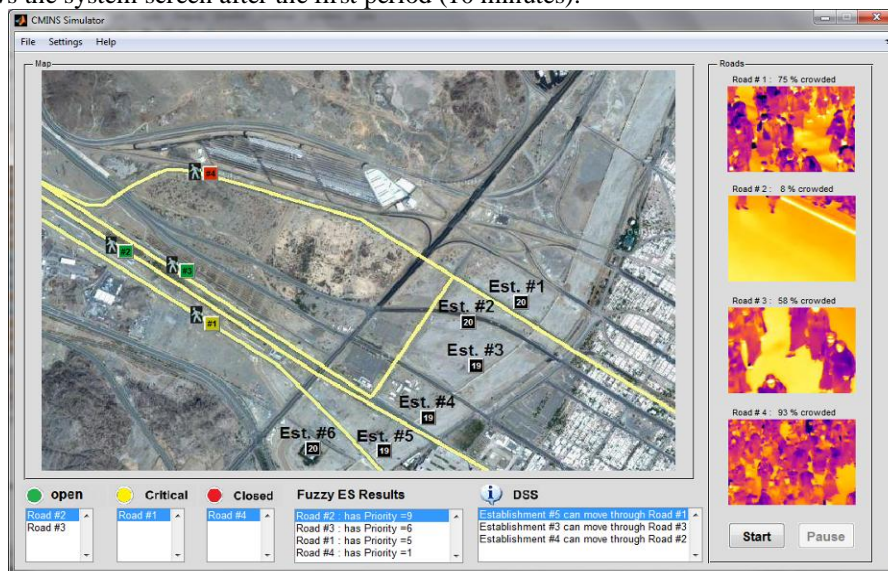 ws the system screen after the first period (10 minutes).
CMINS Simulator
File Settings Help
Map
#4
#2
#3
#1
Est. #1
20
Est. #2
20
Est. #3
19
Est. #4
19
Est. #5
19
Est. #6
20
Roads
Road # 1 : 75 % crowded
Road # 2 : 8 % crowded
Road # 3 : 58 % crowded
Road # 4 : 93 % crowded
Start Pause
open
Road #2
Road #3
Critical
Road #1
Closed
Road #4
Fuzzy ES Results
Road #2 : has Priority =9
Road #3 : has Priority =6
Road #1 : has Priority =5
Road #4 : has Priority =1
DSS
Establishment #5 can move through Road #1
Establishment #3 can move through Road #3
Establishment #4 can move through Road #2